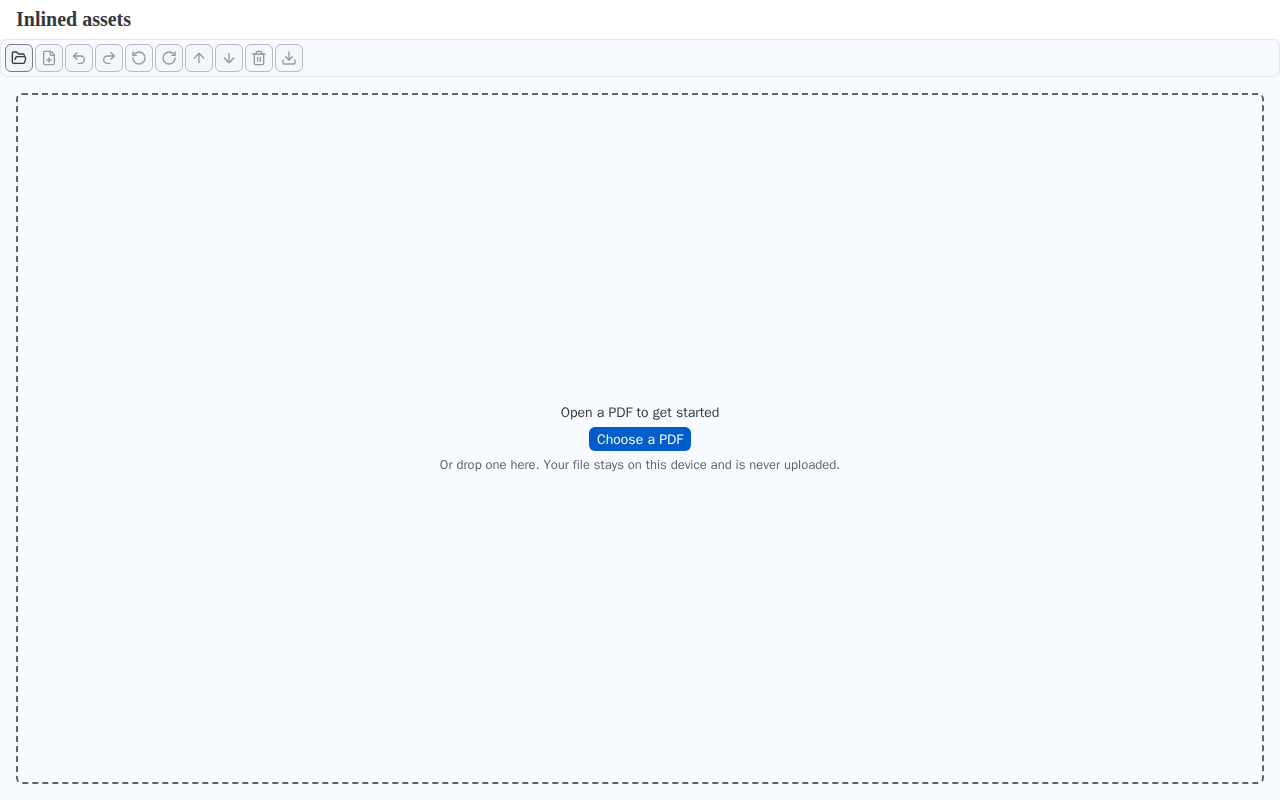 Inlined assets
Open a PDF to get started
Choose a PDF
Or drop one here. Your file stays on this device and is never uploaded.